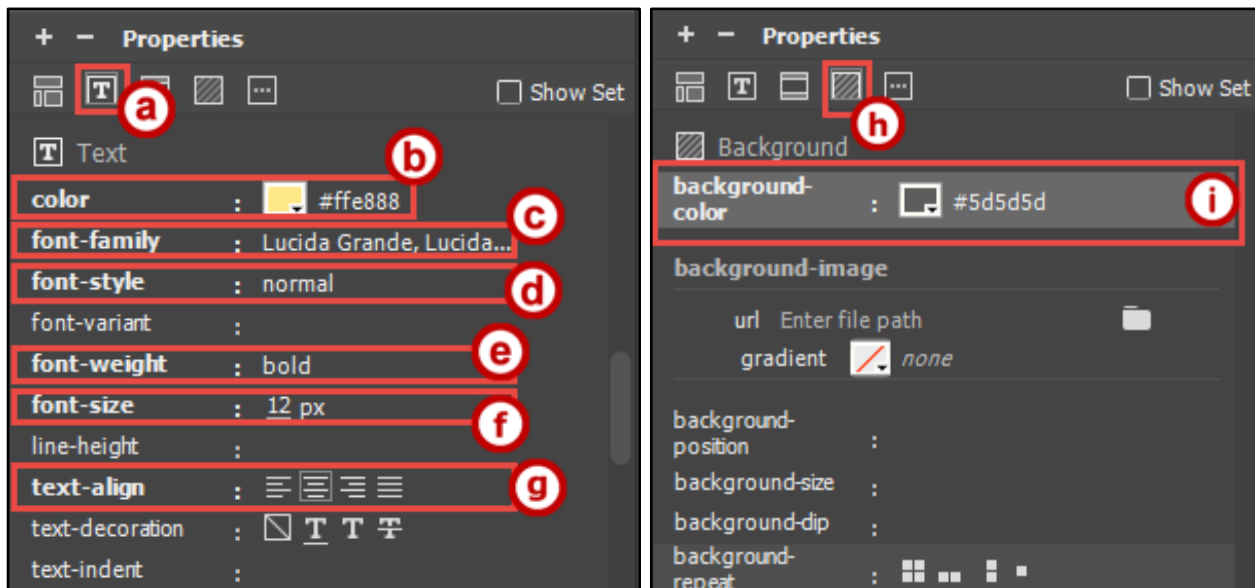 + − Properties
T a Show Set
T Text
b
color : #ffe888
c
font-family : Lucida Grande, Lucida...
font-style : normal
d
font-variant :
e
font-weight : bold
font-size : 12 px
f
line-height :
text-align :
g
text-decoration : T T T
text-indent :
+ − Properties
T Show Set
h
Background
background-
color : #5d5d5d
i
background-image
url Enter file path
gradient none
background-
position :
background-size :
background-dip :
background-
repeat :